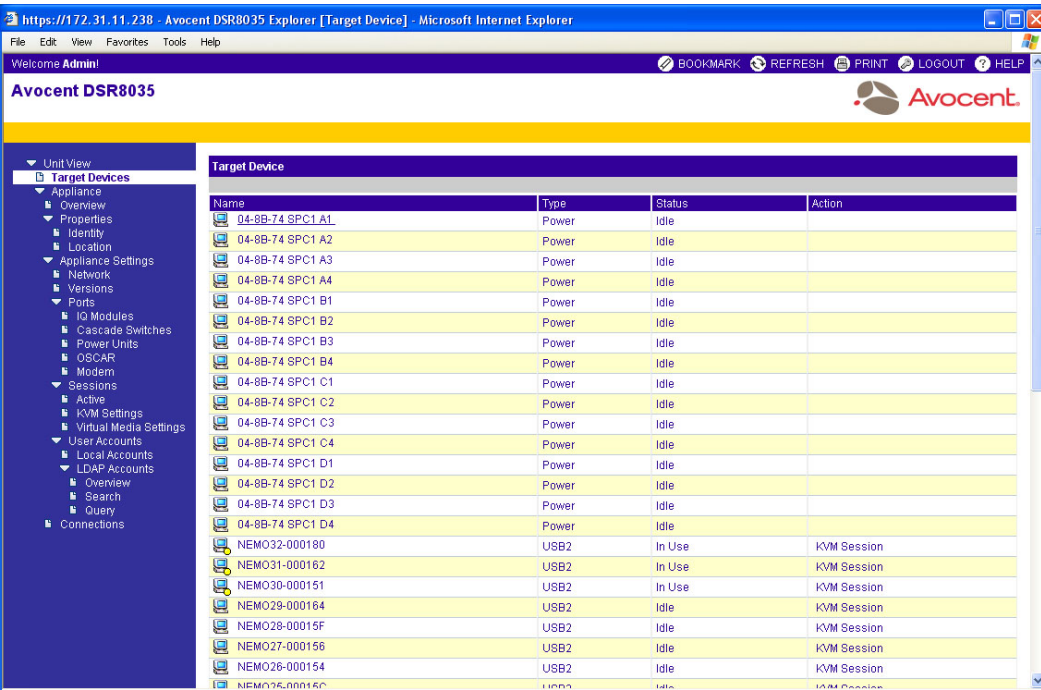 https://172.31.11.238 - Avocent DSR8035 Explorer [Target Device] - Microsoft Internet Explorer
File Edit View Favorites Tools Help
Welcome Admin!
BOOKMARK REFRESH PRINT LOGOUT HELP
Avocent DSR8035
Avocent.
Unit View
Target Devices
Appliance
Overview
Properties
Identity
Location
Appliance Settings
Network
Versions
Ports
IQ Modules
Cascade Switches
Power Units
OSCAR
Modem
Sessions
Active
KVM Settings
Virtual Media Settings
User Accounts
Local Accounts
LDAP Accounts
Overview
Search
Query
Connections
Target Device
Name Type Status Action
04-8B-74 SPC1 A1 Power Idle
04-8B-74 SPC1 A2 Power Idle
04-8B-74 SPC1 A3 Power Idle
04-8B-74 SPC1 A4 Power Idle
04-8B-74 SPC1 B1 Power Idle
04-8B-74 SPC1 B2 Power Idle
04-8B-74 SPC1 B3 Power Idle
04-8B-74 SPC1 B4 Power Idle
04-8B-74 SPC1 C1 Power Idle
04-8B-74 SPC1 C2 Power Idle
04-8B-74 SPC1 C3 Power Idle
04-8B-74 SPC1 C4 Power Idle
04-8B-74 SPC1 D1 Power Idle
04-8B-74 SPC1 D2 Power Idle
04-8B-74 SPC1 D3 Power Idle
04-8B-74 SPC1 D4 Power Idle
NEMO32-000180 USB2 In Use KVM Session
NEMO31-000162 USB2 In Use KVM Session
NEMO30-000151 USB2 In Use KVM Session
NEMO29-000164 USB2 Idle KVM Session
NEMO28-00015F USB2 Idle KVM Session
NEMO27-000156 USB2 Idle KVM Session
NEMO26-000154 USB2 Idle KVM Session
NEMO25-00015C USB2 Idle KVM Session